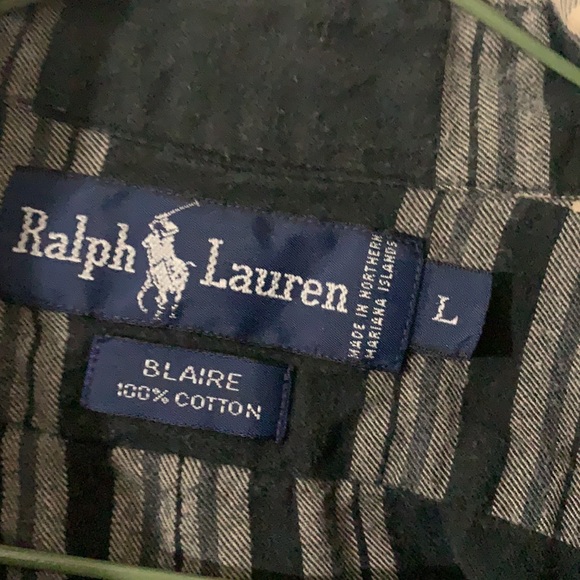 Ralph Lauren
MADE IN NORTHERN
MARIANA ISLANDS
L
BLAIRE
100% COTTON